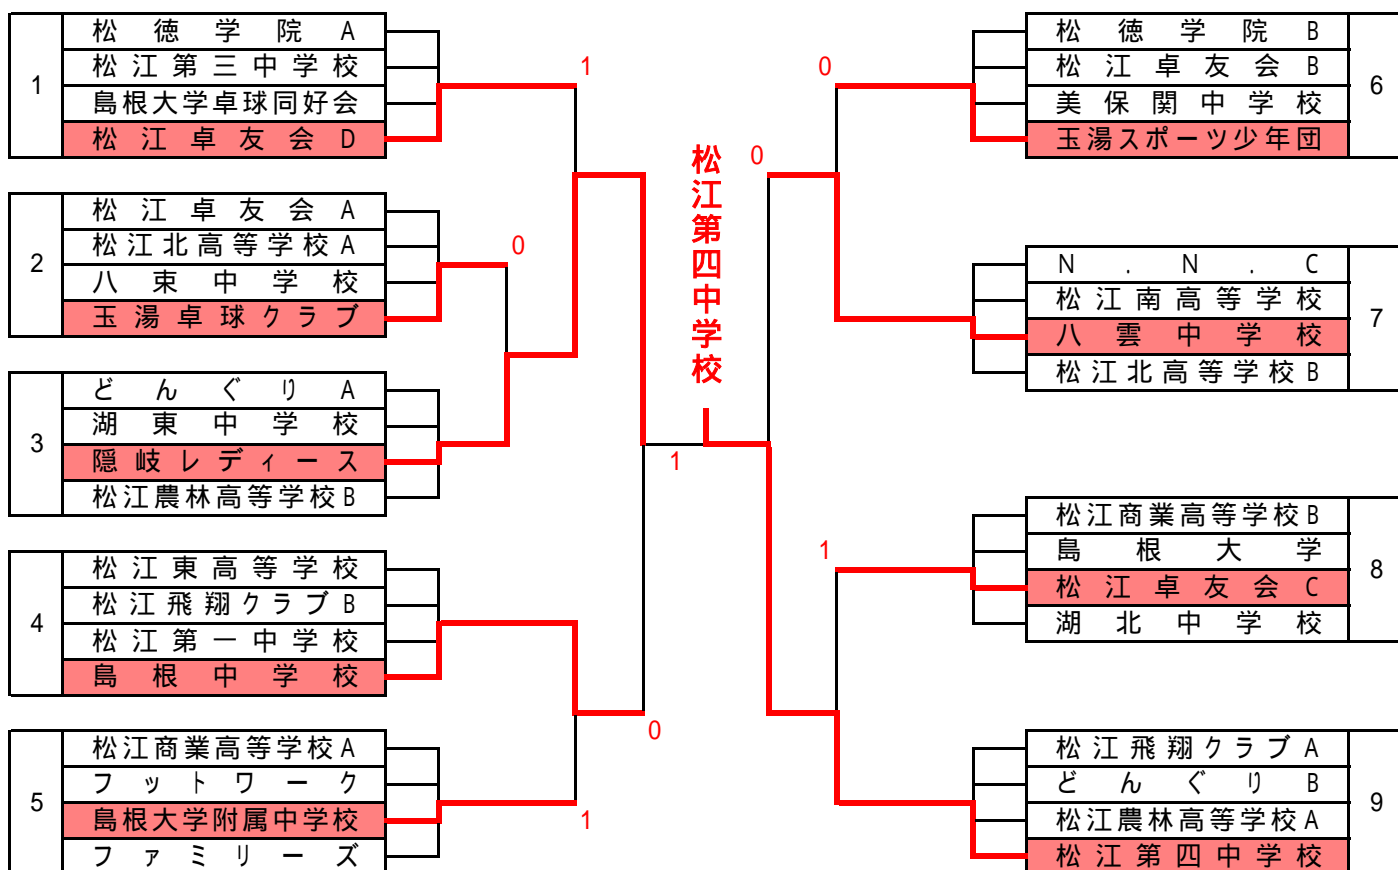 1
松徳学院A
松江第三中学校
島根大学卓球同好会
松江卓友会D
2
松江卓友会A
松江北高等学校A
八東中学校
玉湯卓球クラブ
3
どんぐりA
湖東中学校
隠岐レディース
松江農林高等学校B
4
松江東高等学校
松江飛翔クラブB
松江第一中学校
島根中学校
5
松江商業高等学校A
フットワーク
島根大学附属中学校
ファミリーズ
1
0
0
1
1
松江第四中学校
0
0
1
松徳学院B
松江卓友会B
美保関中学校
玉湯スポーツ少年団
6
N.N.C
松江南高等学校
八雲中学校
松江北高等学校B
7
松江商業高等学校B
島根大学
松江卓友会C
湖北中学校
8
松江飛翔クラブA
どんぐりB
松江農林高等学校A
松江第四中学校
9